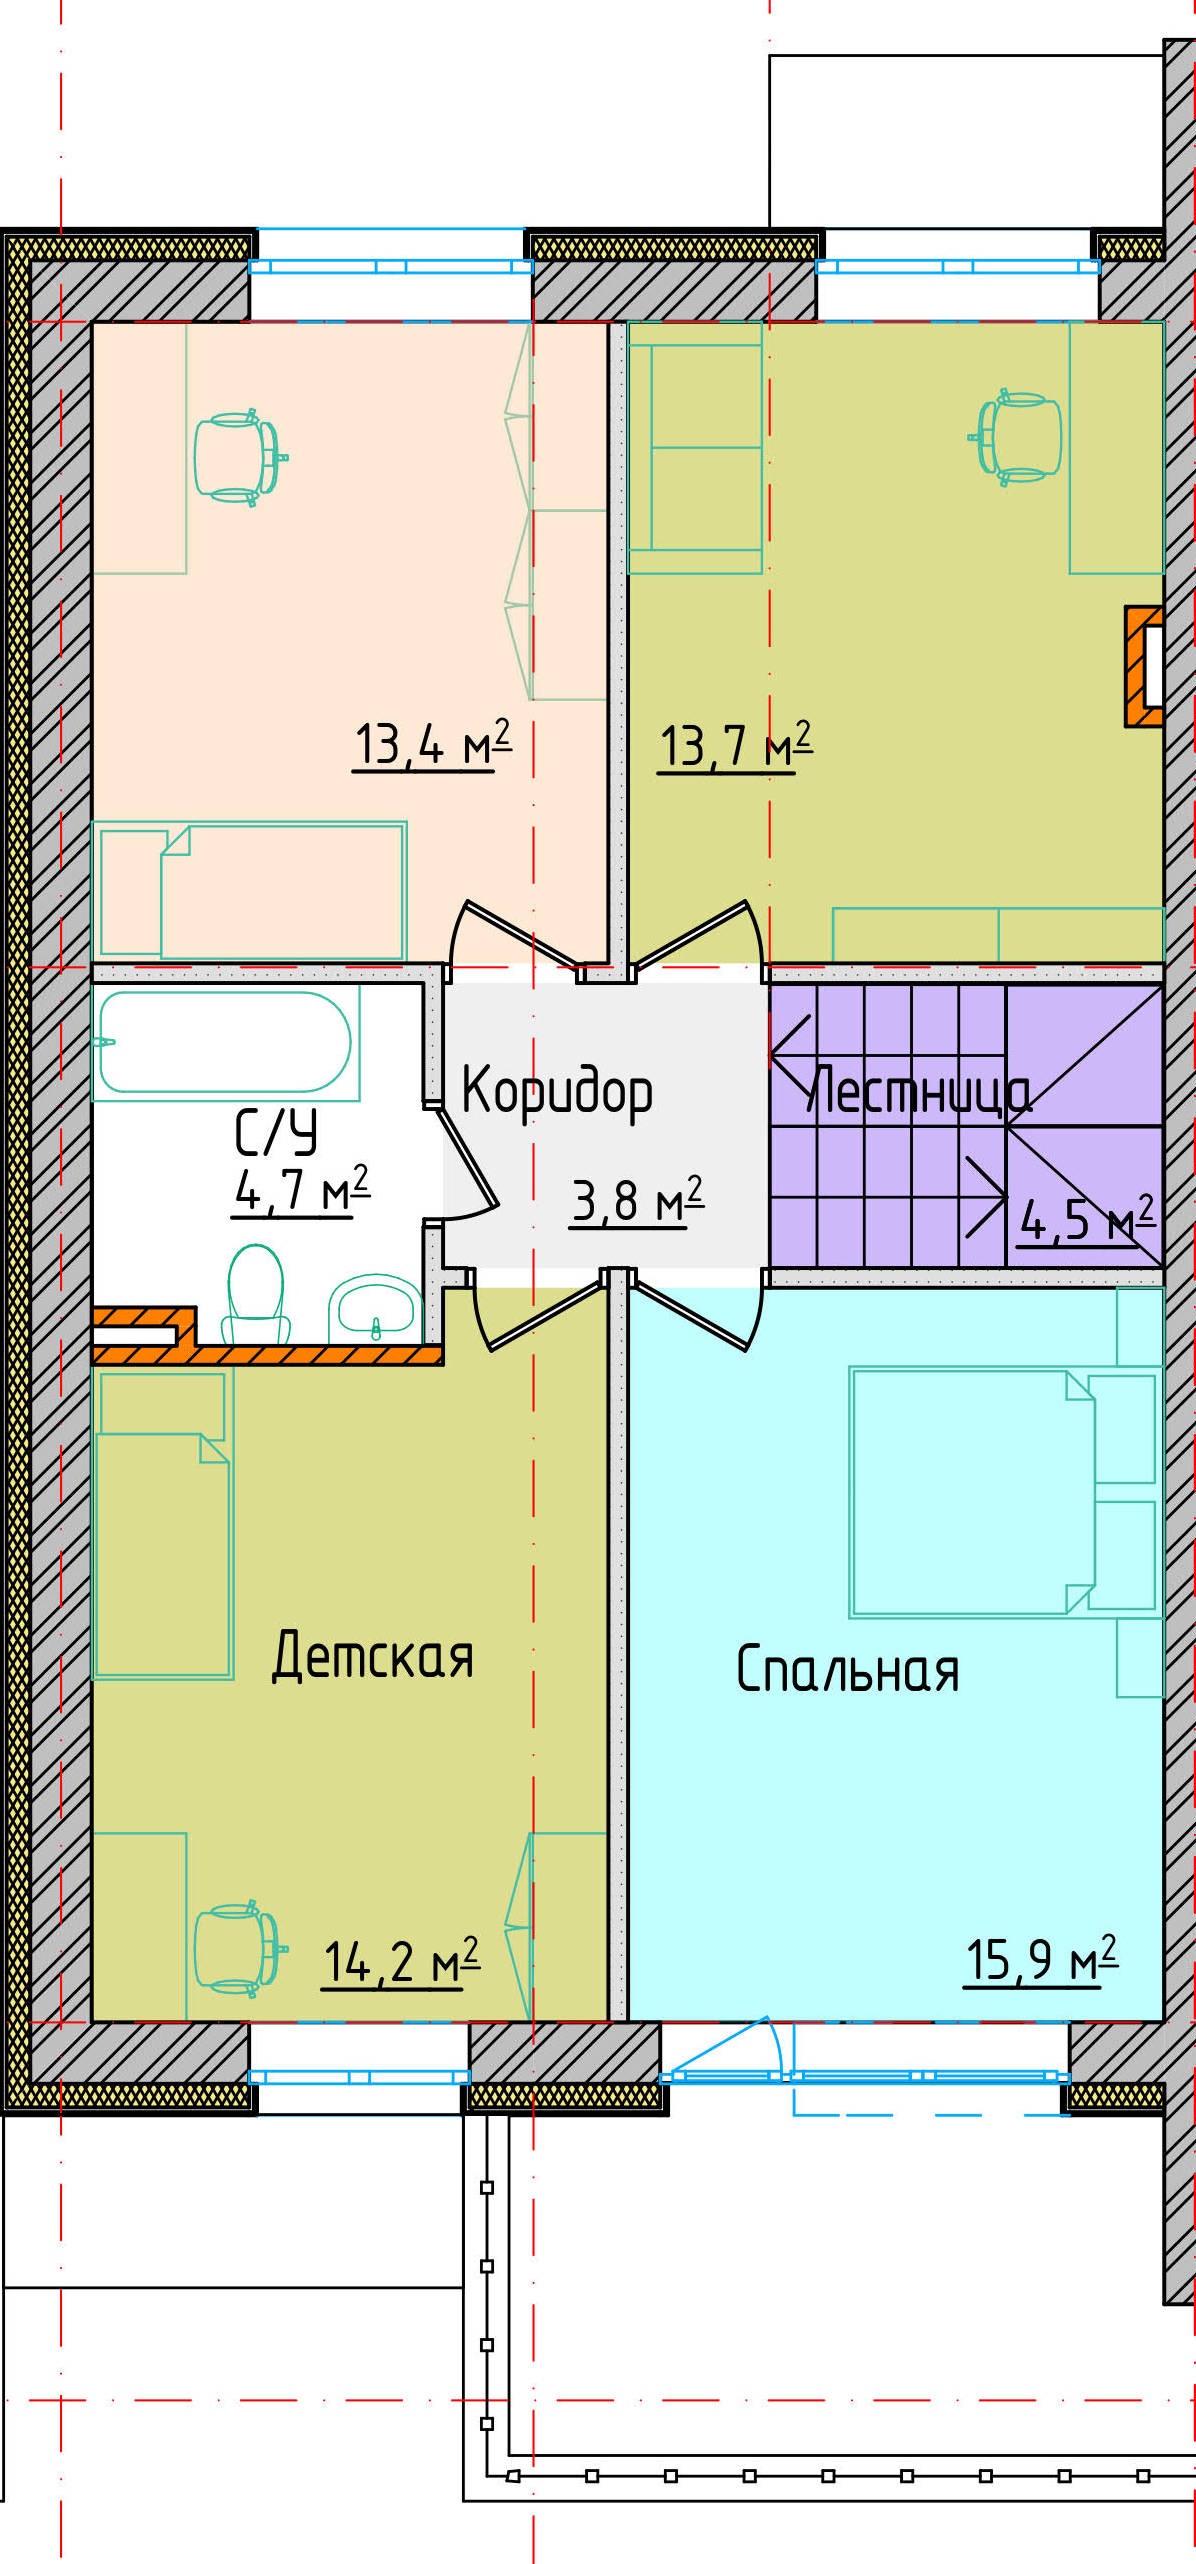 13,4 м²
13,7 м²
Коридор
Лестница
С/У
4,7 м²
3,8 м²
4,5 м²
Детская
Спальная
14,2 м²
15,9 м²